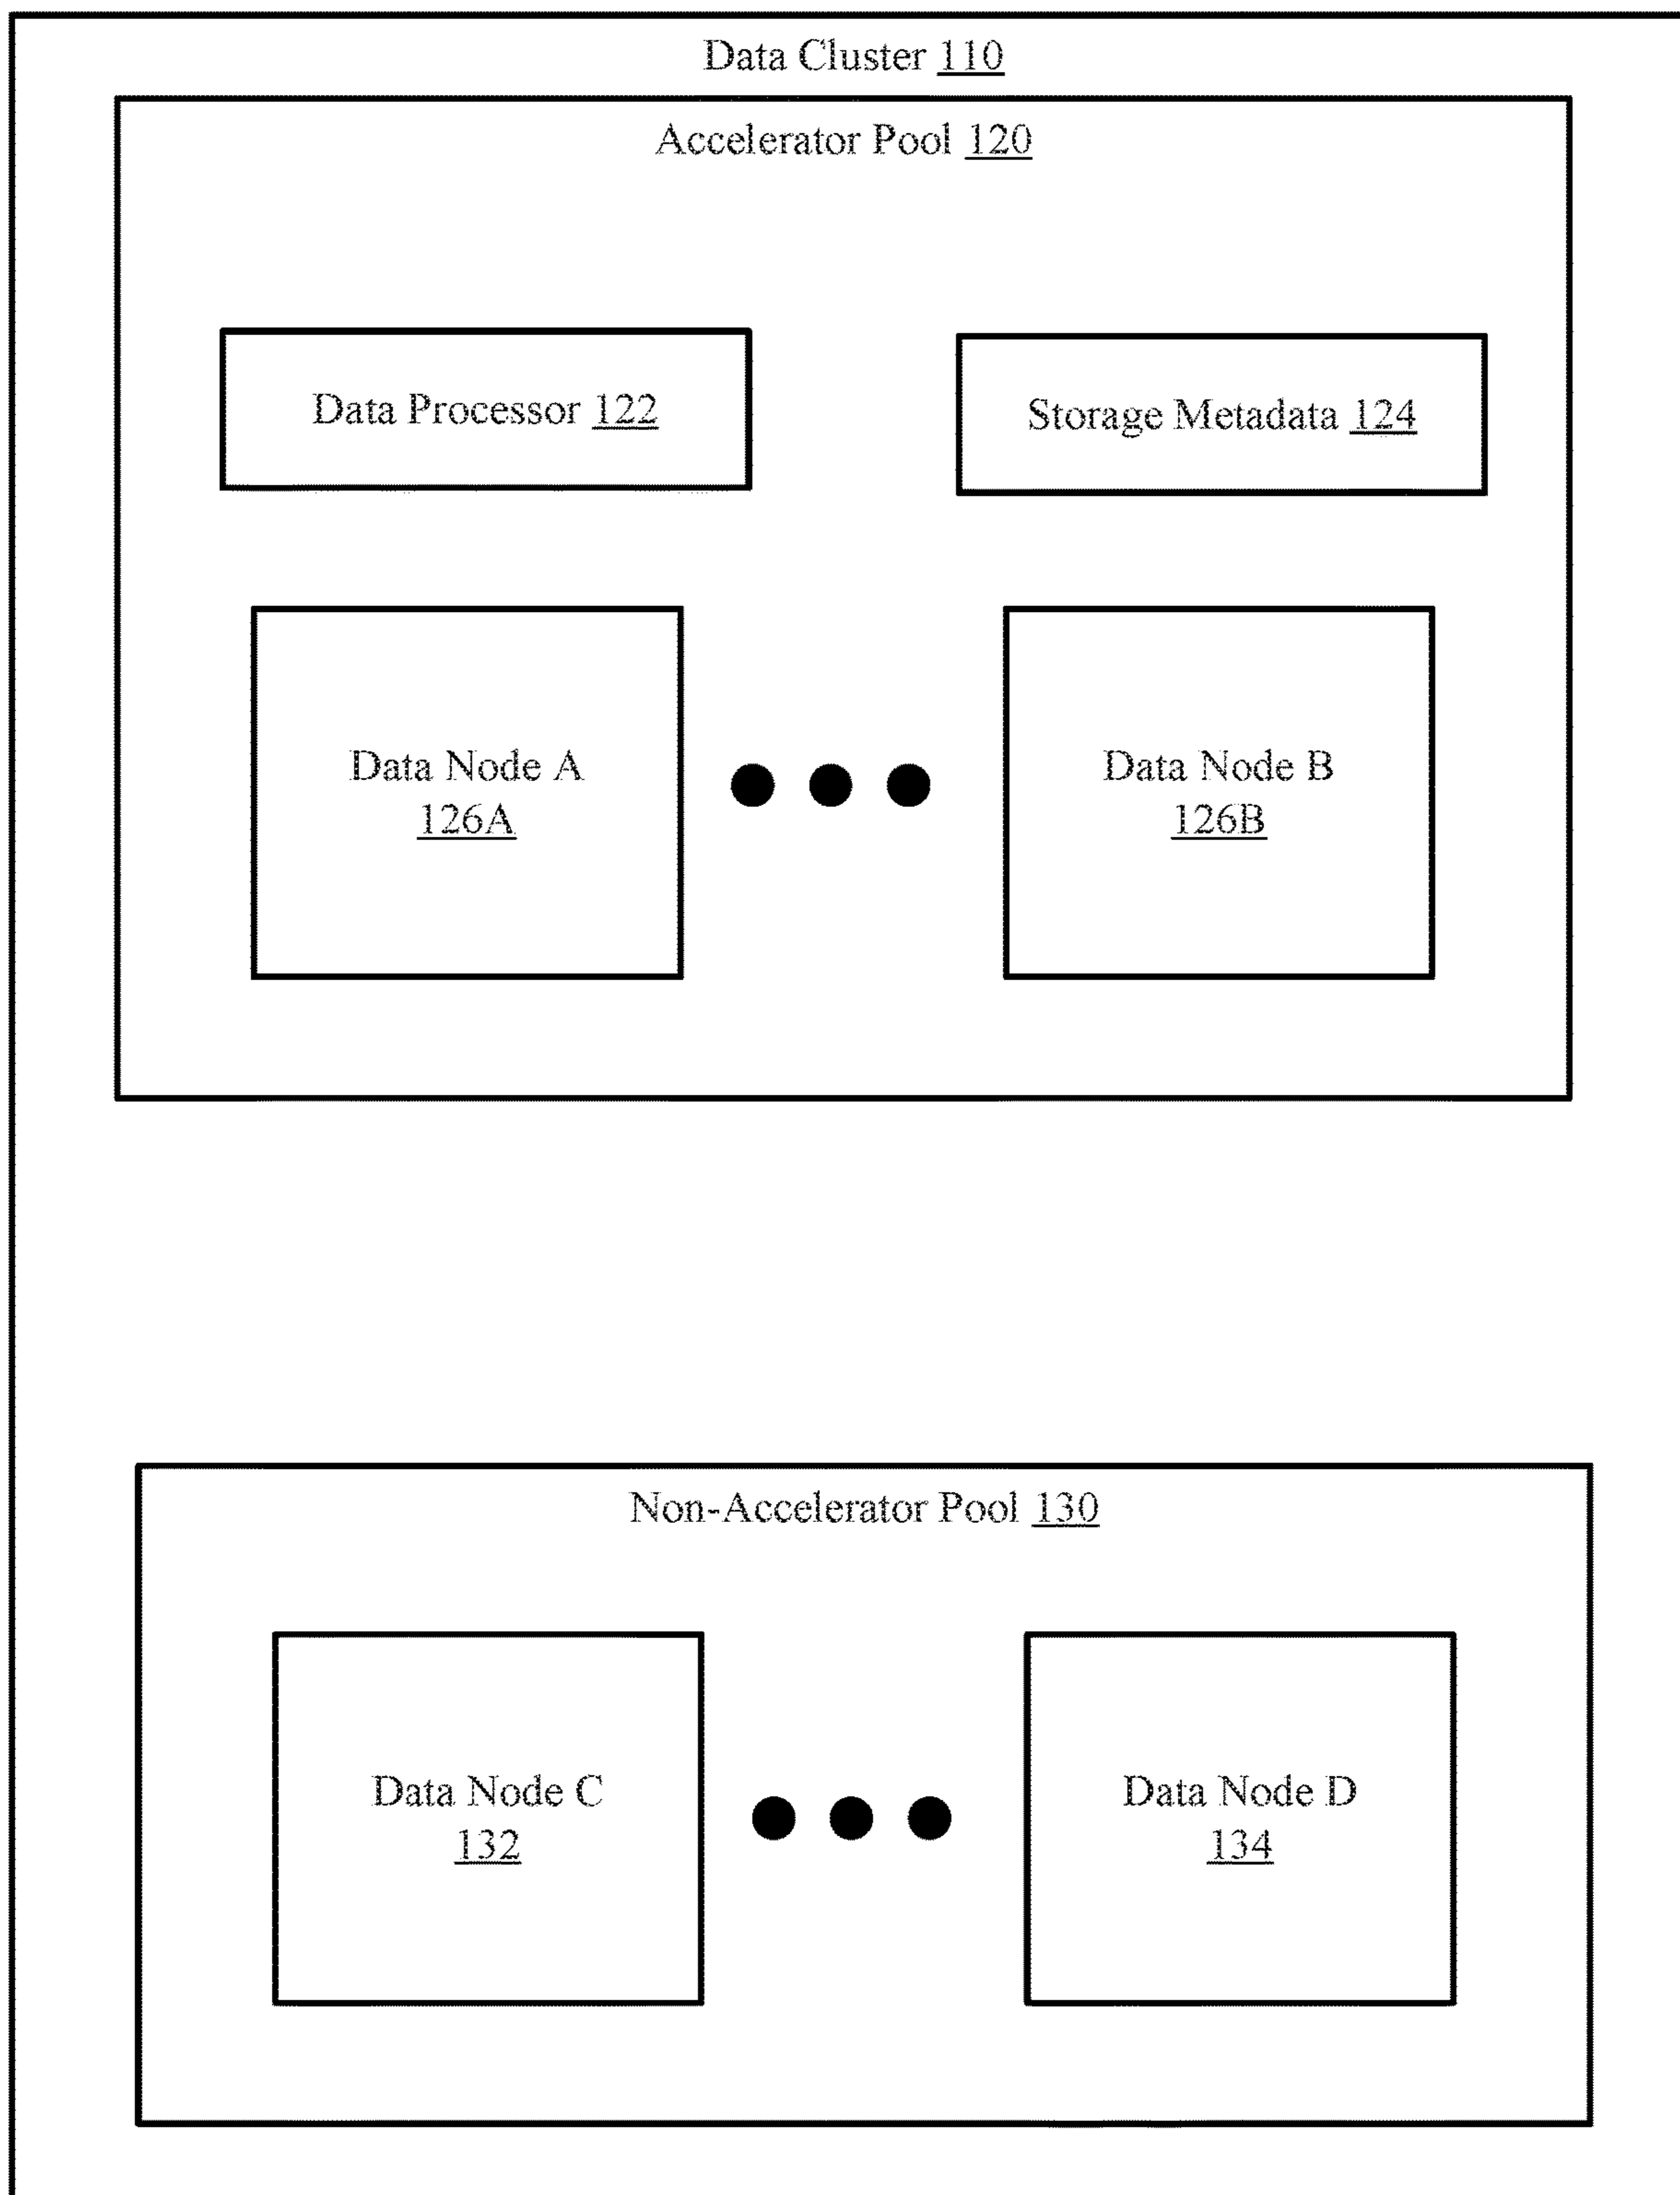 Data Cluster 110
Accelerator Pool 120
Data Processor 122
Storage Metadata 124
Data Node A
126A
Data Node B
126B
Non-Accelerator Pool 130
Data Node C
132
Data Node D
134